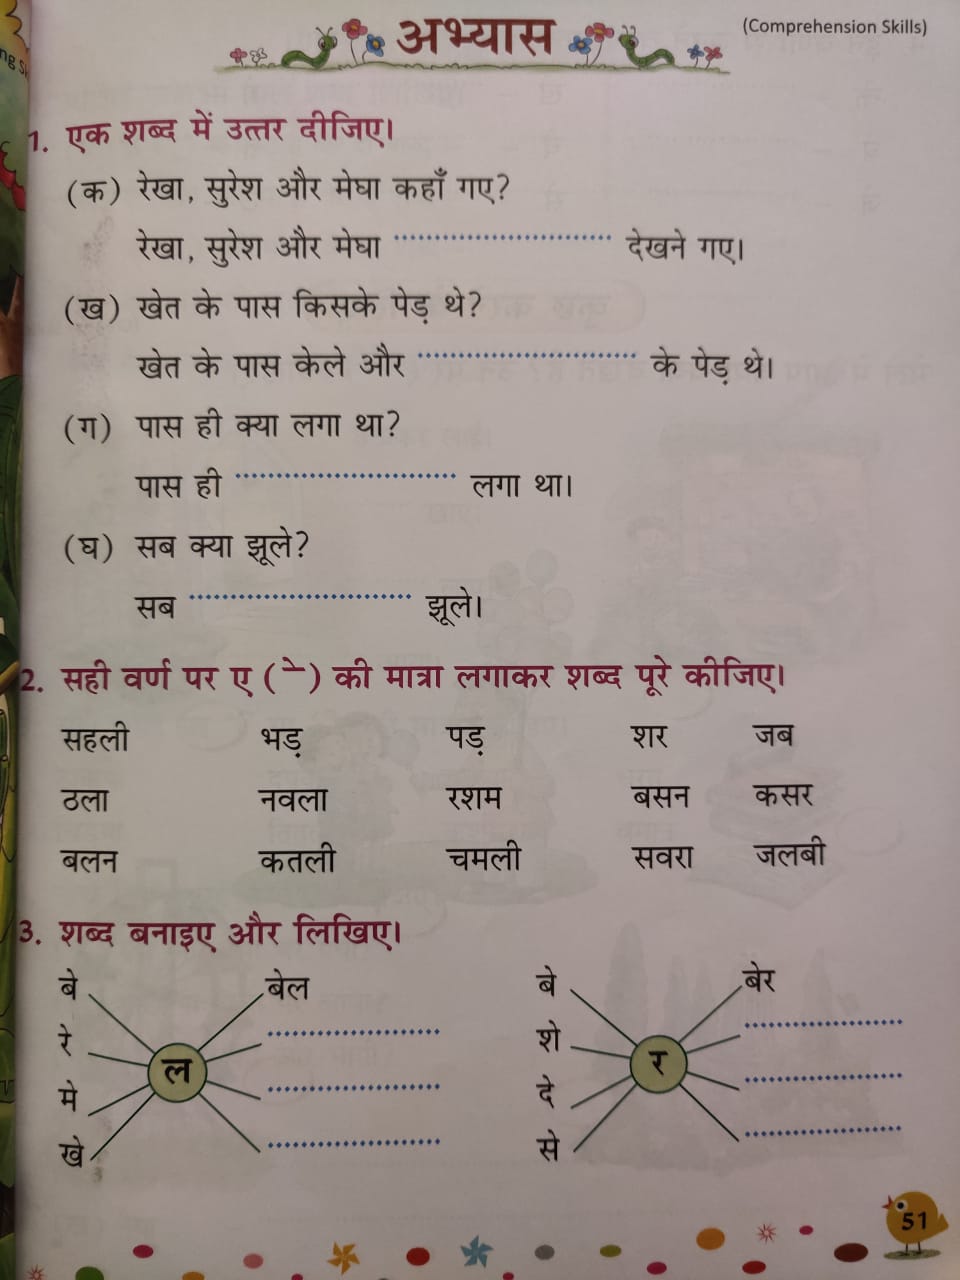 अभ्यास
(Comprehension Skills)
1. एक शब्द में उत्तर दीजिए।
(क) रेखा, सुरेश और मेघा कहाँ गए?
रेखा, सुरेश और मेघा .................... देखने गए।
(ख) खेत के पास किसके पेड़ थे?
खेत के पास केले और .................... के पेड़ थे।
(ग) पास ही क्या लगा था?
पास ही .................... लगा था।
(घ) सब क्या झूले?
सब .................... झूले।
2. सही वर्ण पर ए (े) की मात्रा लगाकर शब्द पूरे कीजिए।
सहली भड़ पड़ शर जब
ठला नवला रशम बसन कसर
बलन कतली चमली सवरा जलबी
3. शब्द बनाइए और लिखिए।
बे बेल बे बेर
रे .................... शे ....................
ल र
मे .................... दे ....................
खे .................... से ....................
51